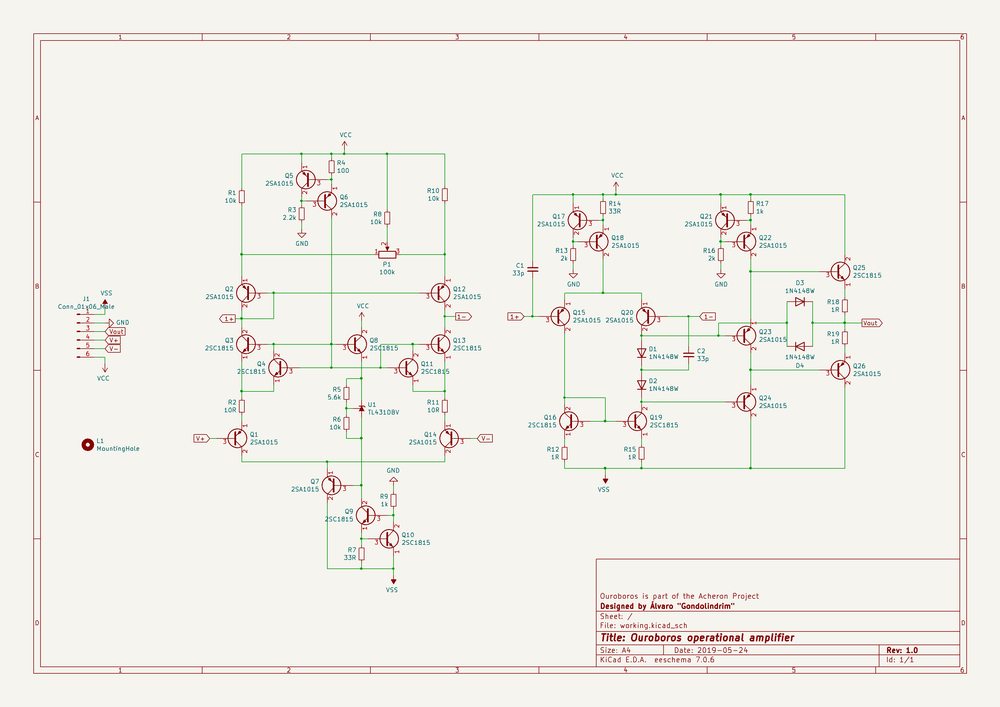 1 2 3 4 5 6
A A
B B
C C
D D
1 2 3 4 5 6
J1
Conn_01x06_Male
VSS
1
2 GND
3 Vout
4 V+
5 V-
6
VCC
L1
MountingHole
VCC
R1
10k
Q5
2SA1015
R4
100
Q6
2SA1015
R3
2.2k
GND
R8
10k
R10
10k
P1
100k
Q2
2SA1015
Q12
2SA1015
1+
1-
VCC
Q3
2SC1815
Q4
2SC1815
Q8
2SC1815
Q11
2SC1815
Q13
2SC1815
R2
10R
R5
5.6k
R6
10k
U1
TL431DBV
R11
10R
V+
Q1
2SA1015
Q14
2SA1015
V-
Q7
2SA1015
GND
R9
1k
Q9
2SC1815
Q10
2SC1815
R7
33R
VSS
VCC
Q17
2SA1015
R14
33R
Q18
2SA1015
R13
2k
GND
Q21
2SA1015
R17
1k
Q22
2SA1015
R16
2k
GND
C1
33p
1+
Q15
2SA1015
Q20
2SA1015
1-
D1
1N4148W
C2
33p
D2
1N4148W
Q16
2SC1815
Q19
2SC1815
R12
1R
R15
1R
VSS
Q23
2SA1015
Q24
2SA1015
D3
1N4148W
1N4148W
D4
Q25
2SC1815
R18
1R
Vout
R19
1R
Q26
2SA1015
Ouroboros is part of the Acheron Project
Designed by Álvaro "Gondolindrim"
Sheet: /
File: working.kicad_sch
Title: Ouroboros operational amplifier
Size: A4 Date: 2019-05-24 Rev: 1.0
KiCad E.D.A. eeschema 7.0.6 Id: 1/1